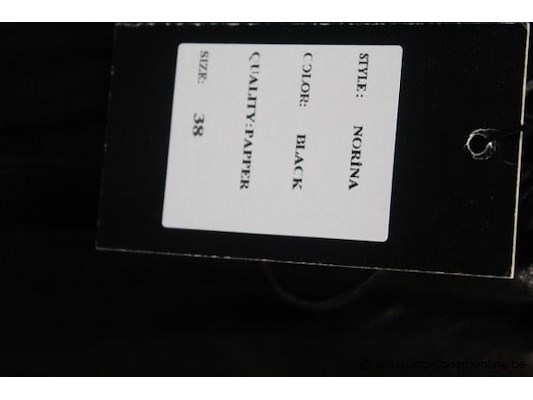 STYLE: NORİNA
COLOR: BLACK
QUALITY:PAPPER
SIZE: 38